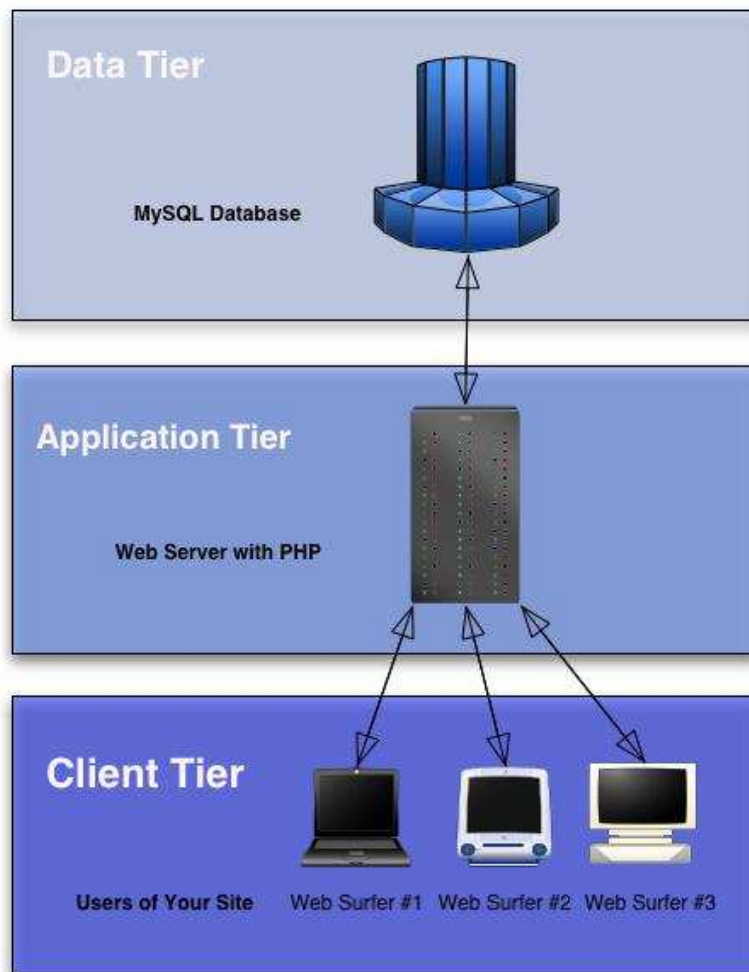 Data Tier
MySQL Database
Application Tier
Web Server with PHP
Client Tier
Users of Your Site
Web Surfer #1
Web Surfer #2
Web Surfer #3